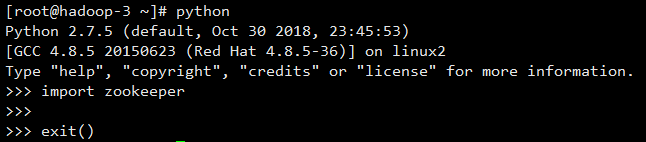 [root@hadoop-3 ~]# python
Python 2.7.5 (default, Oct 30 2018, 23:45:53)
[GCC 4.8.5 20150623 (Red Hat 4.8.5-36)] on linux2
Type "help", "copyright", "credits" or "license" for more information.
>>> import zookeeper
>>>
>>> exit()